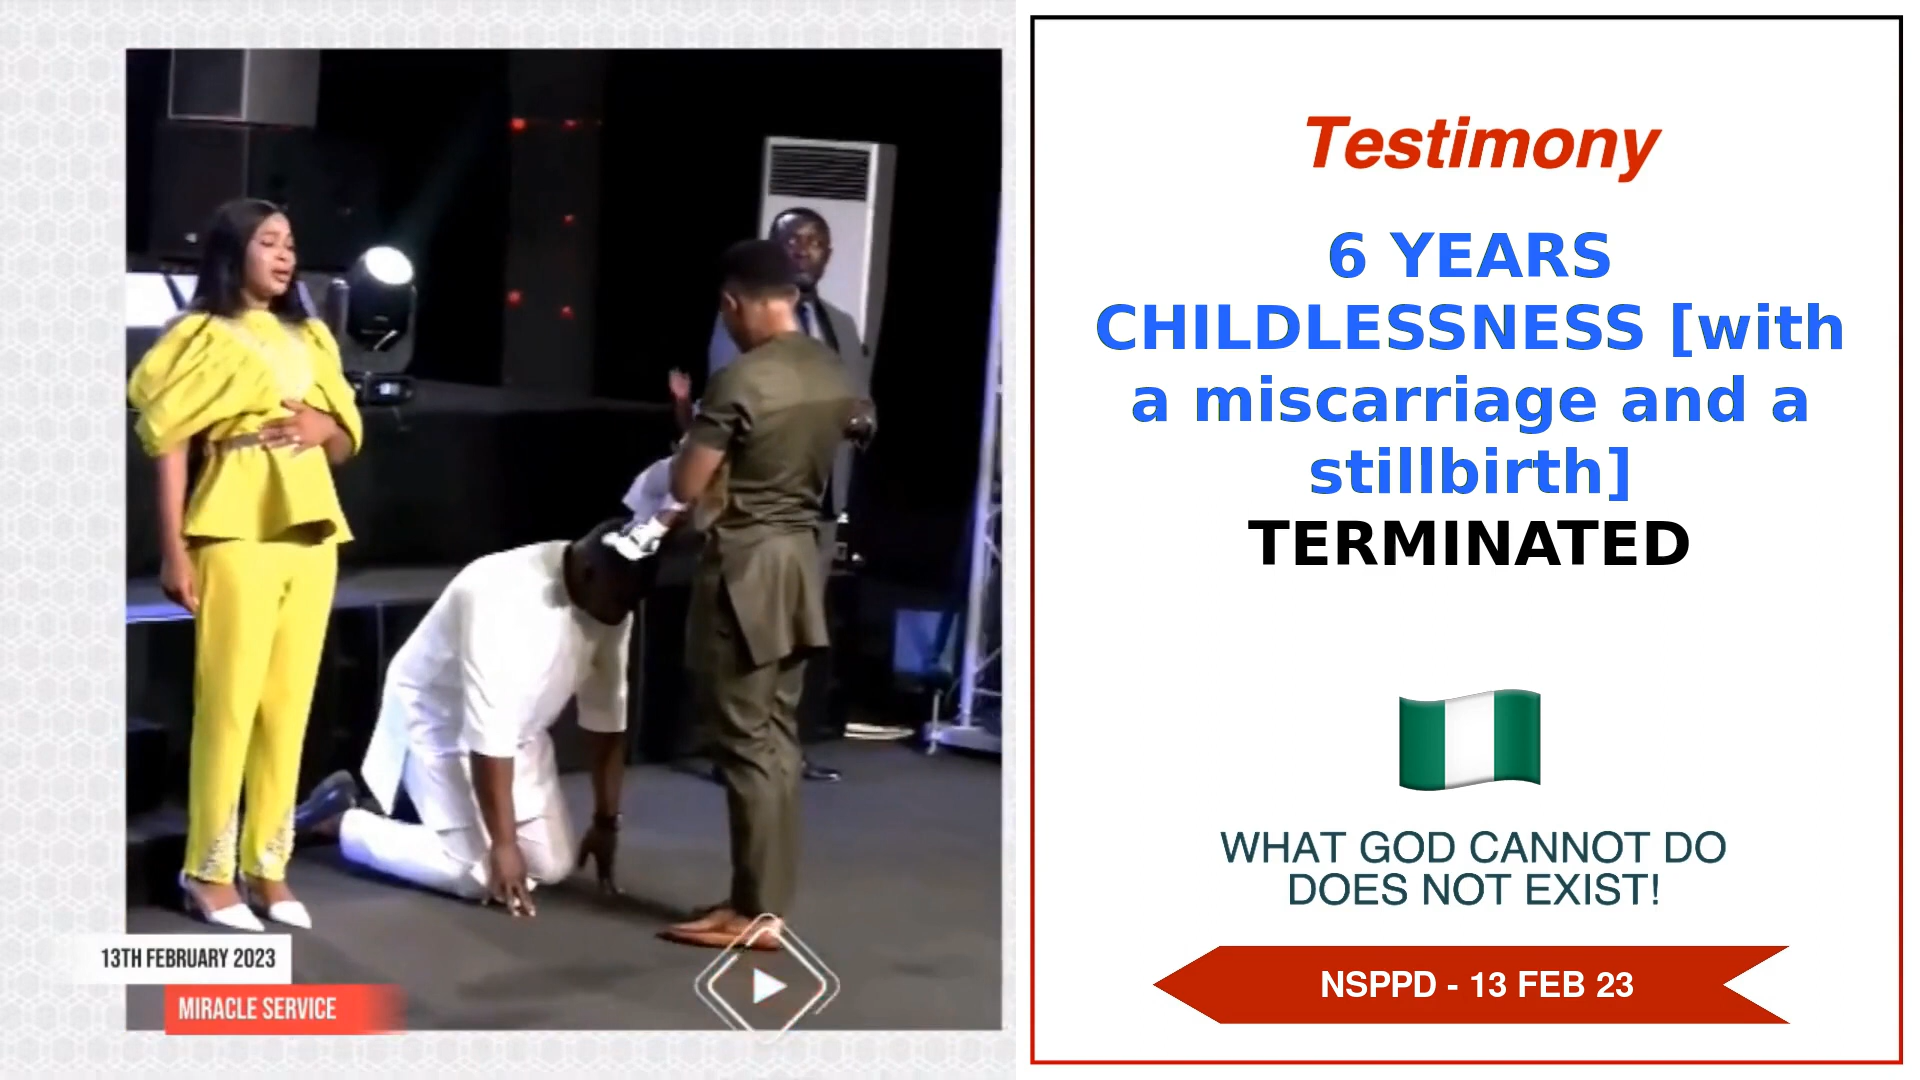 Testimony
6 YEARS
CHILDLESSNESS [with
a miscarriage and a
stillbirth]
TERMINATED
WHAT GOD CANNOT DO
DOES NOT EXIST!
NSPPD - 13 FEB 23
13TH FEBRUARY 2023
MIRACLE SERVICE